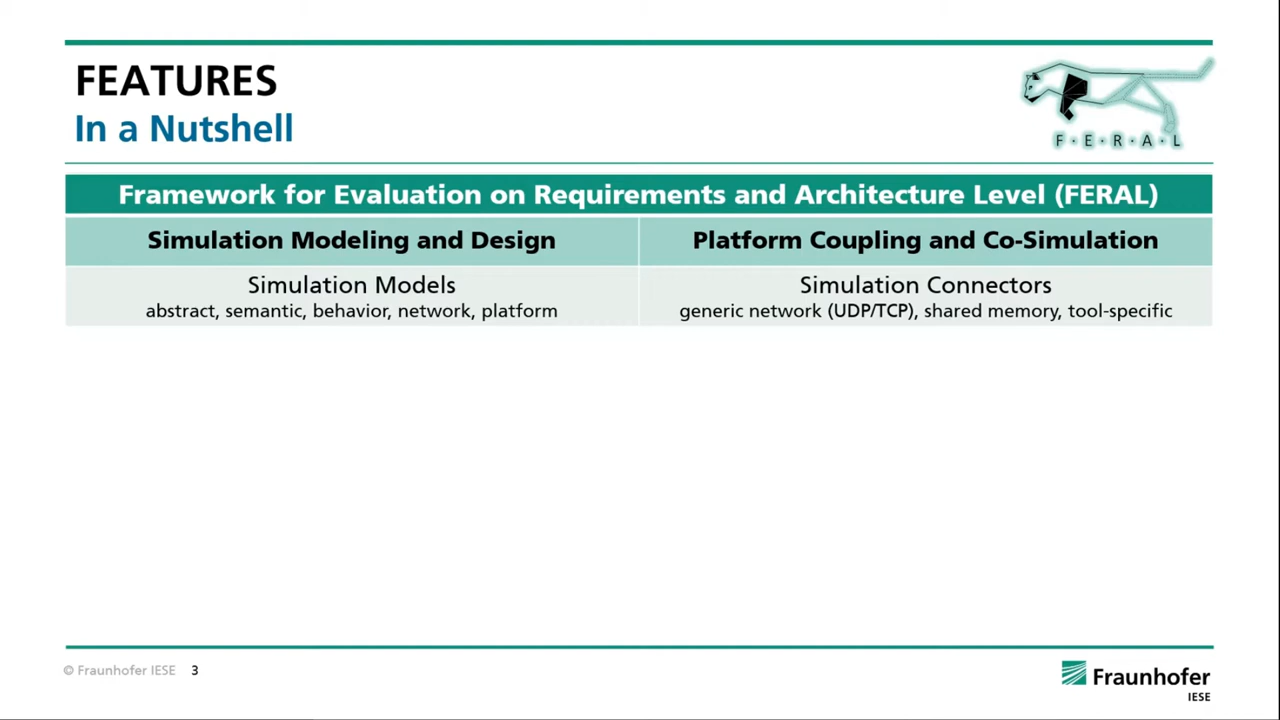 FEATURES
In a Nutshell
F·E·R·A·L
Framework for Evaluation on Requirements and Architecture Level (FERAL)
Simulation Modeling and Design
Platform Coupling and Co-Simulation
Simulation Models
abstract, semantic, behavior, network, platform
Simulation Connectors
generic network (UDP/TCP), shared memory, tool-specific
© Fraunhofer IESE 3
Fraunhofer
IESE